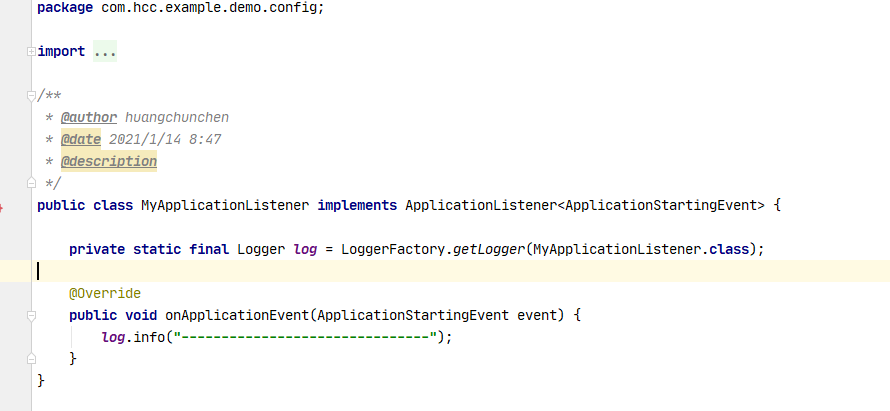 package com.hcc.example.demo.config;
import ...
/**
* @author huangchunchen
* @date 2021/1/14 8:47
* @description
*/
public class MyApplicationListener implements ApplicationListener<ApplicationStartingEvent> {
private static final Logger log = LoggerFactory.getLogger(MyApplicationListener.class);
@Override
public void onApplicationEvent(ApplicationStartingEvent event) {
log.info("-------------------------------");
}
}